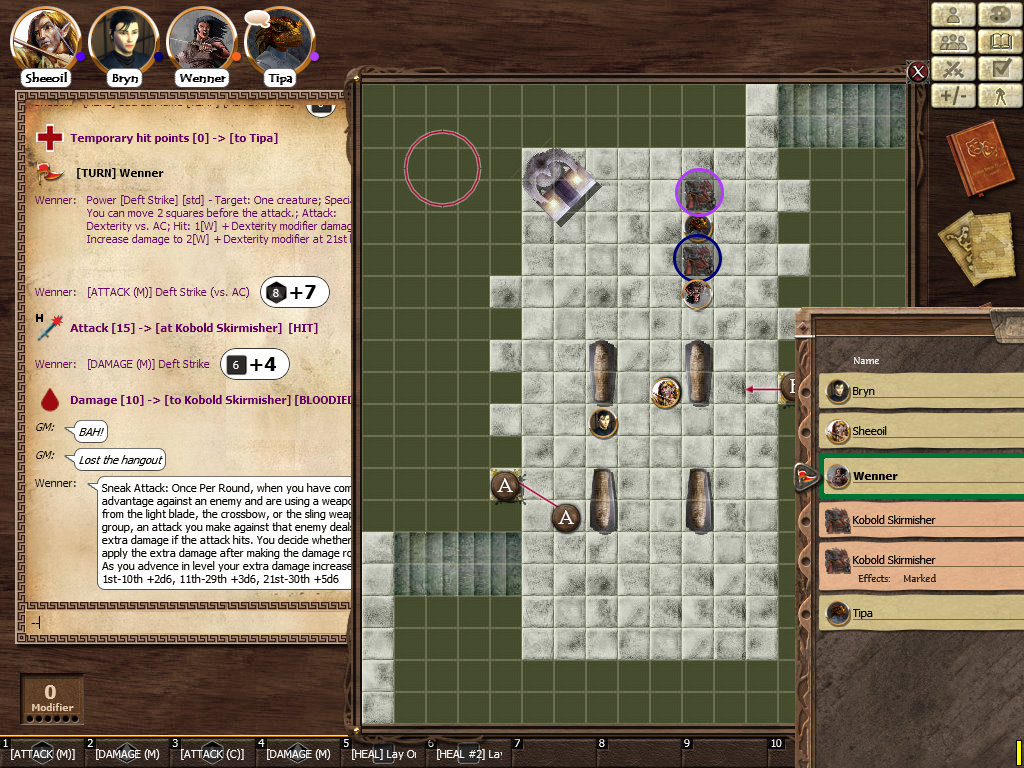 Sheeoil
Bryn
Wenner
Tipa
Temporary hit points [0] -> [to Tipa]
[TURN] Wenner
Wenner: Power [Deft Strike] [std] - Target: One creature; Speci
You can move 2 squares before the attack.; Attack:
Dexterity vs. AC; Hit: 1[W] + Dexterity modifier damag
Increase damage to 2[W] + Dexterity modifier at 21st l
Wenner: [ATTACK (M)] Deft Strike (vs. AC) 8 +7
H
Attack [15] -> [at Kobold Skirmisher] [HIT]
Wenner: [DAMAGE (M)] Deft Strike 6 +4
Damage [10] -> [to Kobold Skirmisher] [BLOODIED
GM: BAH!
GM: Lost the hangout
Wenner: Sneak Attack: Once Per Round, when you have com
advantage against an enemy and are using a weapo
from the light blade, the crossbow, or the sling weap
group, an attack you make against that enemy deals
extra damage if the attack hits. You decide whether
apply the extra damage after making the damage ro
As you advence in level your extra damage increase
1st-10th +2d6, 11th-29th +3d6, 21st-30th +5d6
0
Modifier
A
A
X
+/-
Name
Bryn
Sheeoil
Wenner
Kobold Skirmisher
Kobold Skirmisher
Effects: Marked
Tipa
1 [ATTACK (M)]
2 [DAMAGE (M)
3 [ATTACK (C)]
4 [DAMAGE (M)
5 [HEAL] Lay O
6 [HEAL #2] La
7
8
9
10